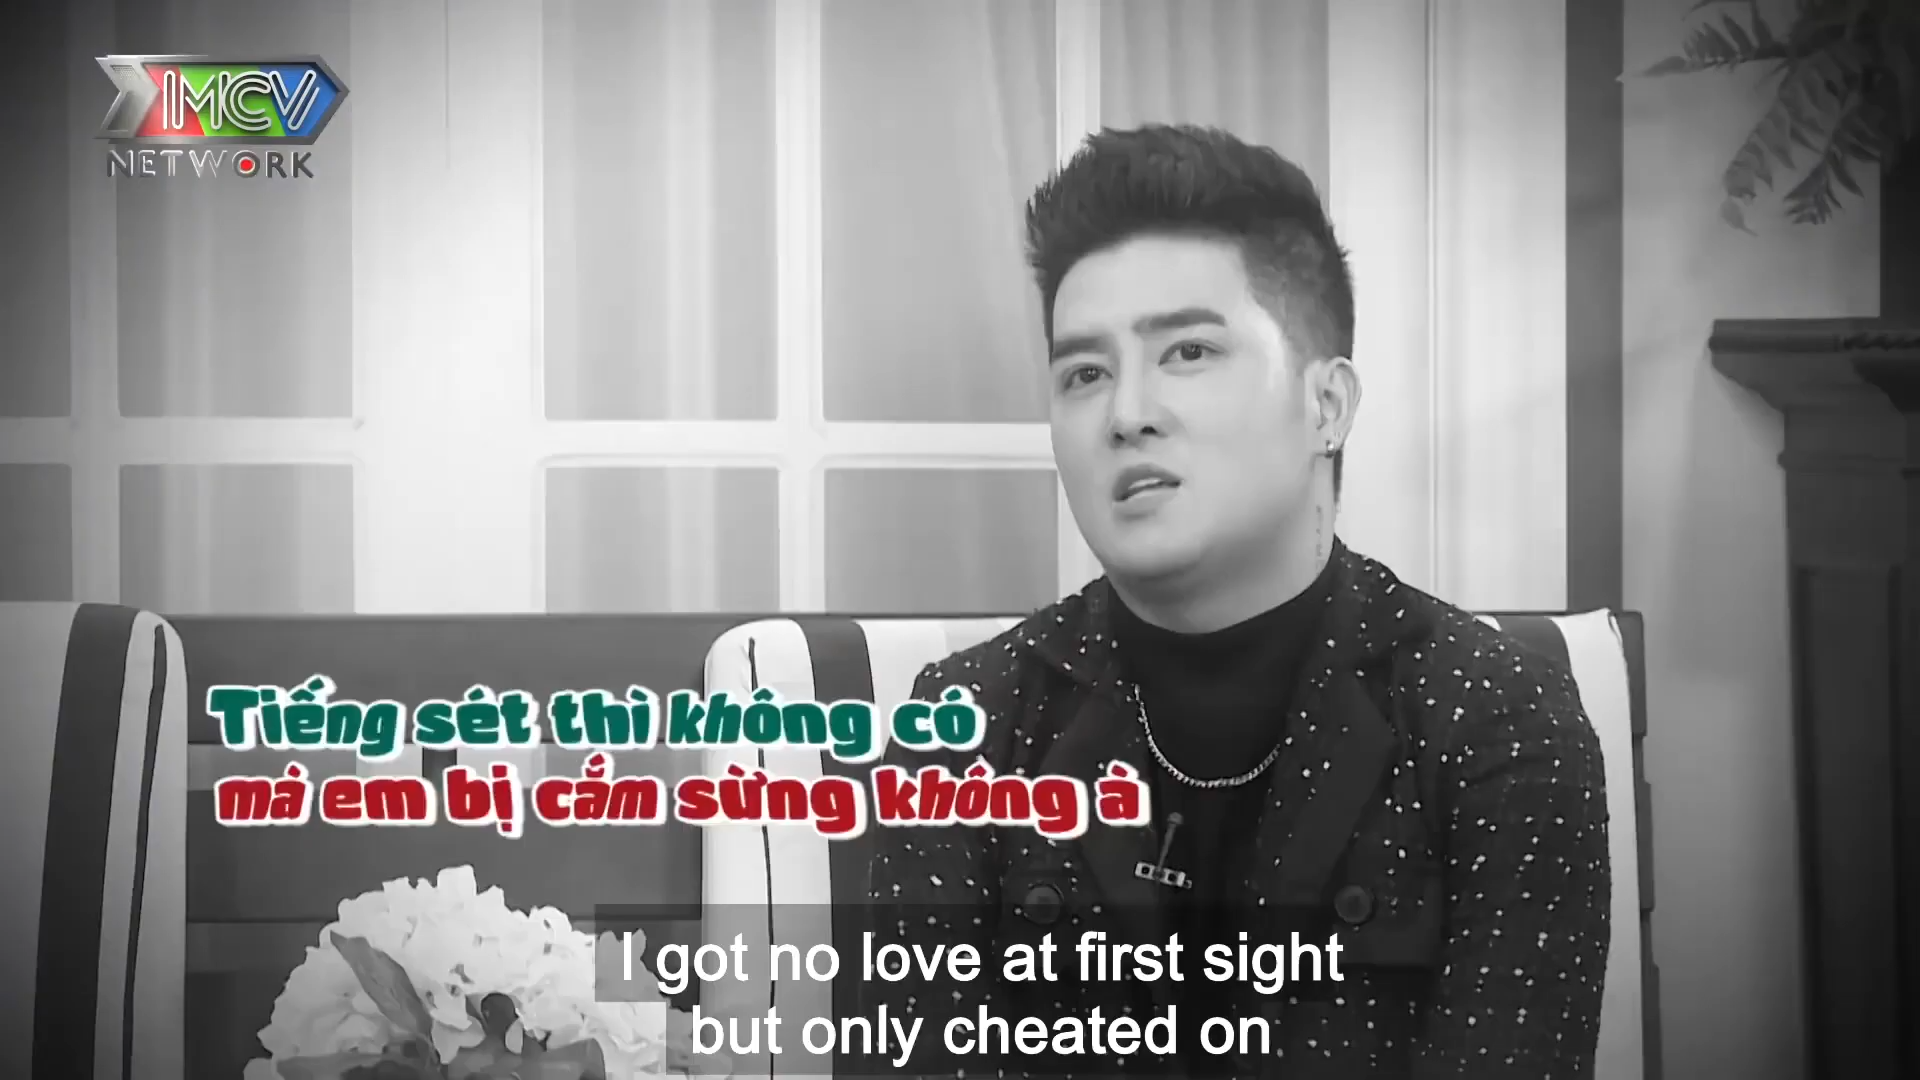 MCV
NETWORK
Tiếng sét thì không có
mà em bị cắm sừng không à
I got no love at first sight
but only cheated on